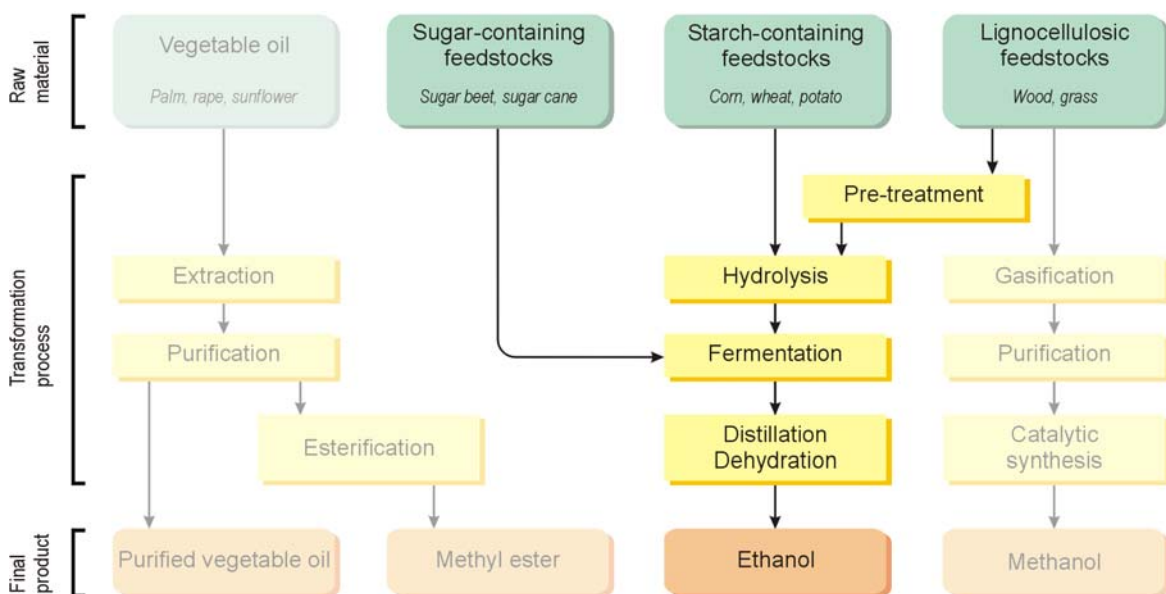 Raw
material
Vegetable oil
Palm, rape, sunflower
Sugar-containing
feedstocks
Sugar beet, sugar cane
Starch-containing
feedstocks
Corn, wheat, potato
Lignocellulosic
feedstocks
Wood, grass
Transformation
process
Pre-treatment
Extraction
Hydrolysis
Gasification
Purification
Fermentation
Purification
Esterification
Distillation
Dehydration
Catalytic
synthesis
Final
product
Purified vegetable oil
Methyl ester
Ethanol
Methanol